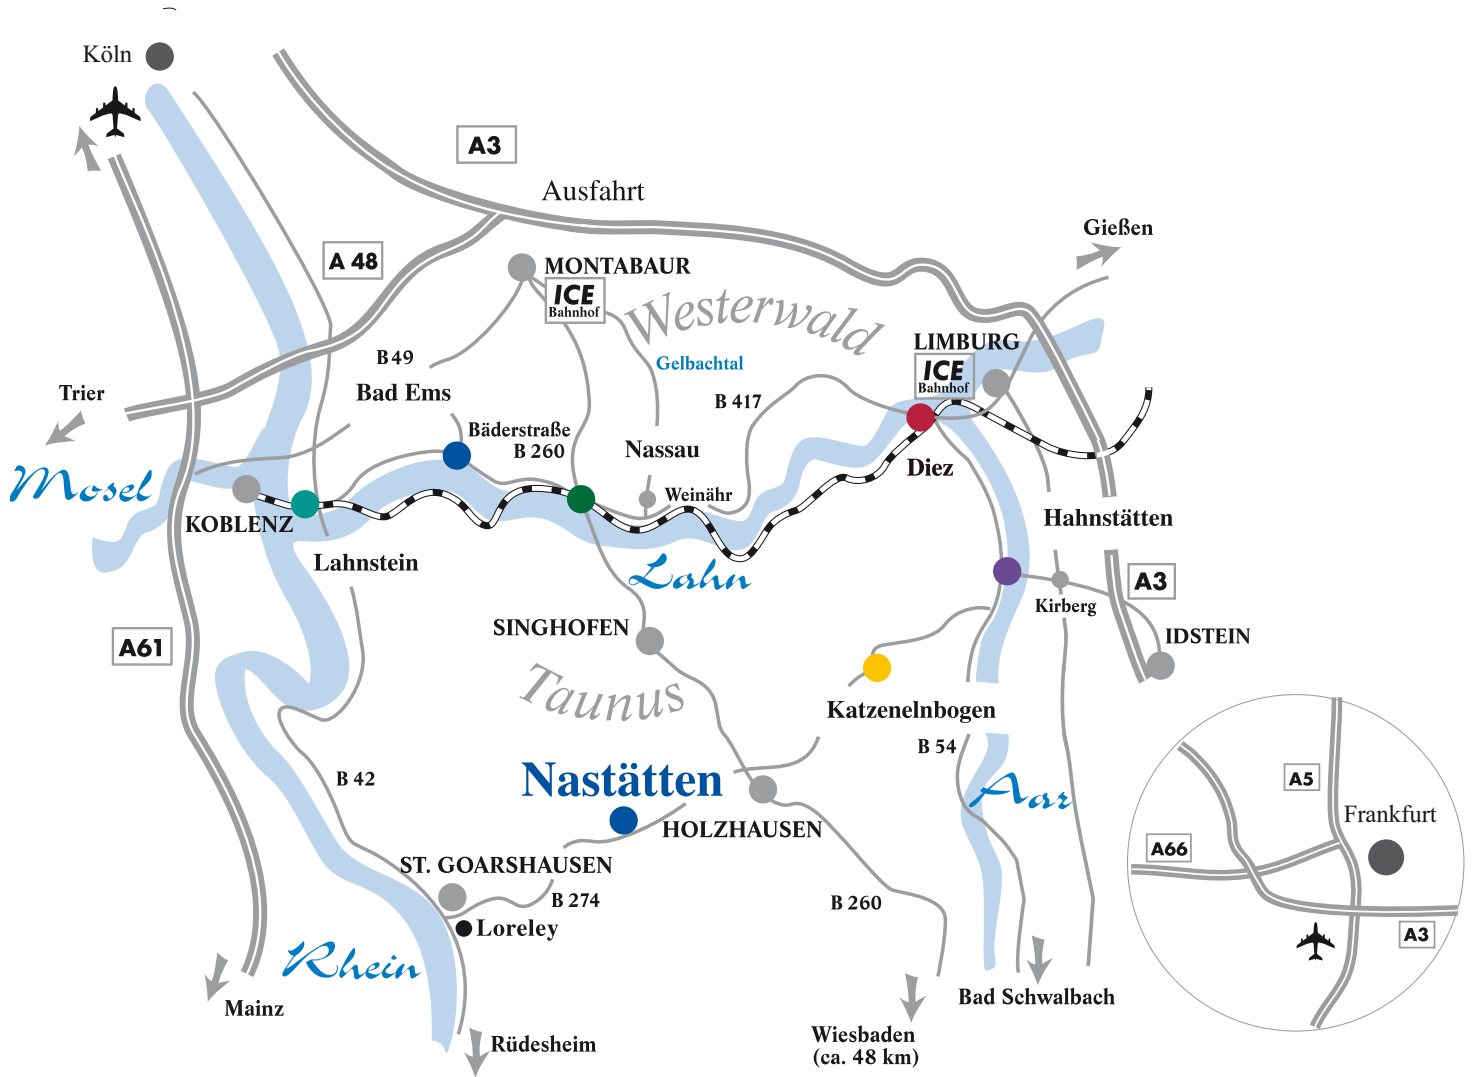 Köln
A3
Ausfahrt
Gießen
A 48
MONTABAUR
ICE
Bahnhof
Westerwald
LIMBURG
ICE
Bahnhof
B 49
Gelbachtal
Trier
Bad Ems
B 417
Bäderstraße
B 260
Nassau
Diez
Mosel
Weinähr
KOBLENZ
Hahnstätten
Lahnstein
Lahn
A3
Kirberg
SINGHOFEN
IDSTEIN
A61
Taunus
Katzenelnbogen
B 54
B 42
Nastätten
A5
Aar
Frankfurt
HOLZHAUSEN
A66
ST. GOARSHAUSEN
B 274
B 260
Loreley
A3
Rhein
Bad Schwalbach
Mainz
Wiesbaden
(ca. 48 km)
Rüdesheim